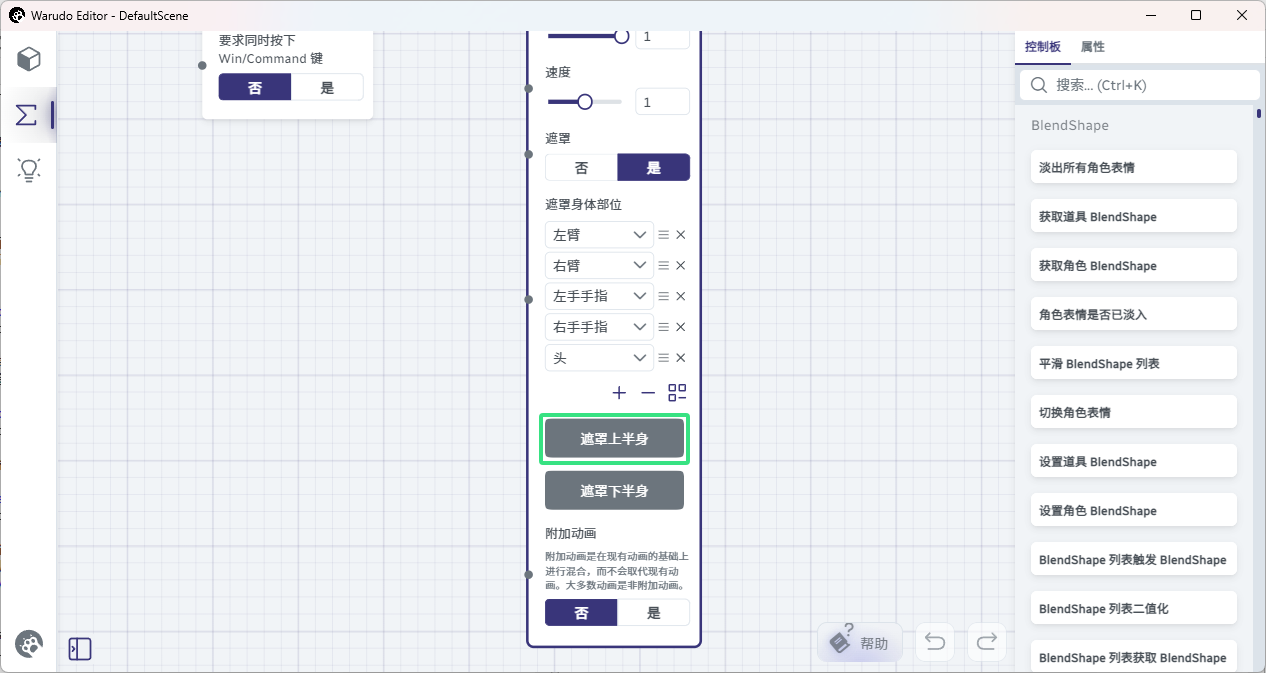 Warudo Editor - DefaultScene
要求同时按下
Win/Command 键
否
是
1
速度
1
遮罩
否
是
遮罩身体部位
左臂
右臂
左手手指
右手手指
头
遮罩上半身
遮罩下半身
附加动画
附加动画是在现有动画的基础上
进行混合，而不会取代现有动
画。大多数动画是非附加动画。
否
是
帮助
控制板
属性
搜索... (Ctrl+K)
BlendShape
淡出所有角色表情
获取道具 BlendShape
获取角色 BlendShape
角色表情是否已淡入
平滑 BlendShape 列表
切换角色表情
设置道具 BlendShape
设置角色 BlendShape
BlendShape 列表触发 BlendShape
BlendShape 列表二值化
BlendShape 列表获取 BlendShape